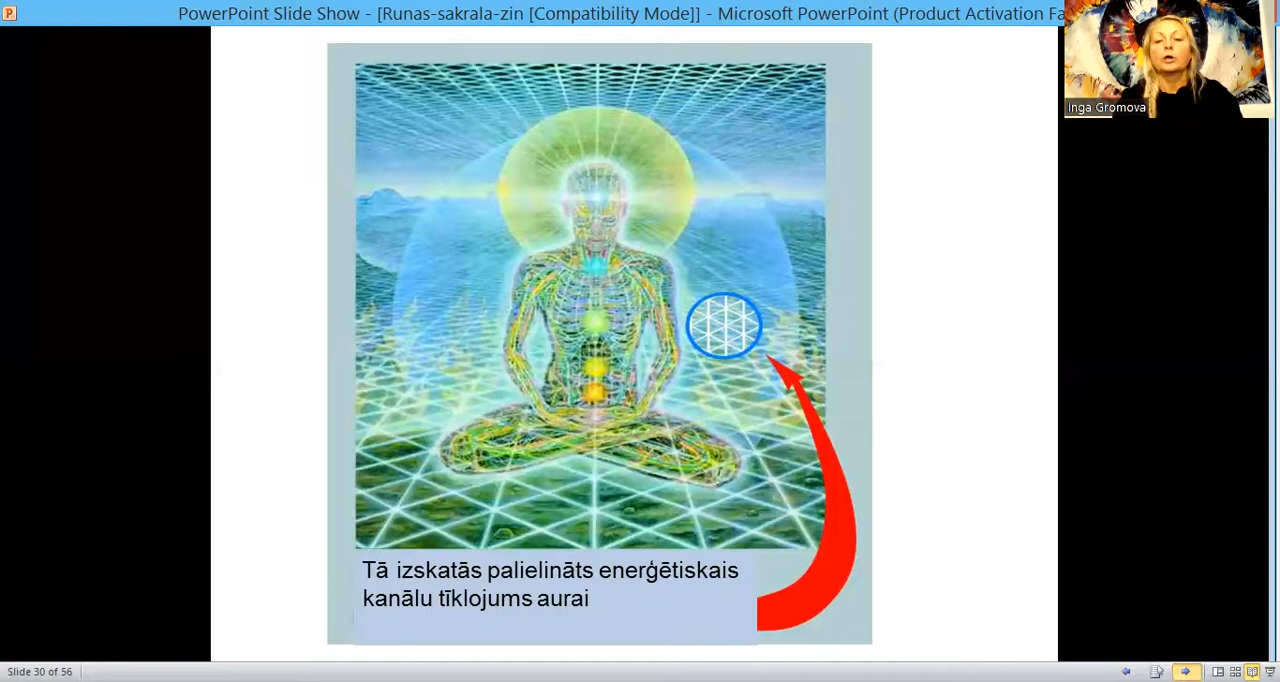 PowerPoint Slide Show - [Runas-sakrala-zin [Compatibility Mode]] - Microsoft PowerPoint (Product Activation Fa
Inga Gromova
Tā izskatās palielināts enerģētiskais
kanālu tīklojums aurai
Slide 30 of 56